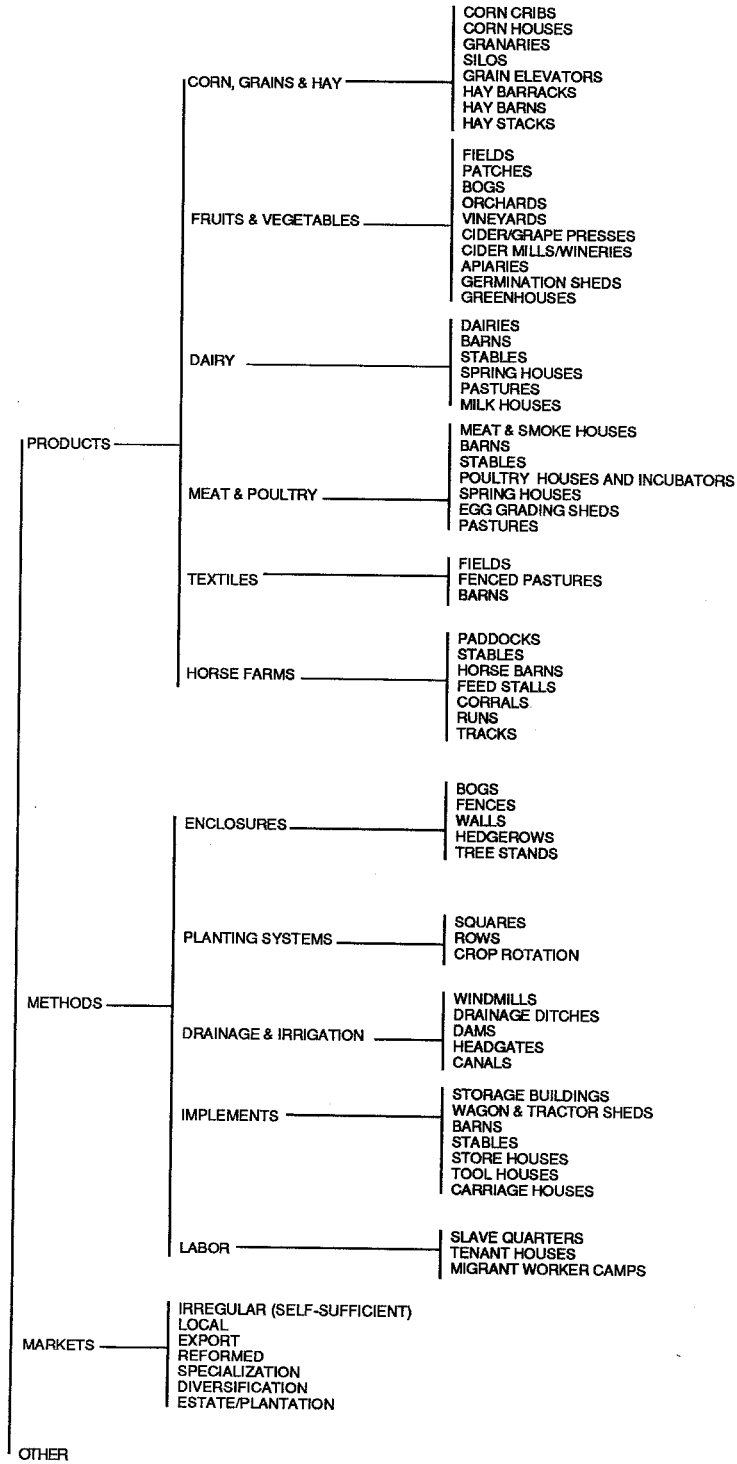 CORN CRIBS
CORN HOUSES
GRANARIES
SILOS
GRAIN ELEVATORS
CORN, GRAINS & HAY
HAY BARRACKS
HAY BARNS
HAY STACKS
FIELDS
PATCHES
BOGS
ORCHARDS
FRUITS & VEGETABLES
VINEYARDS
CIDER/GRAPE PRESSES
CIDER MILLS/WINERIES
APIARIES
GERMINATION SHEDS
GREENHOUSES
DAIRIES
BARNS
DAIRY
STABLES
SPRING HOUSES
PASTURES
MILK HOUSES
PRODUCTS
MEAT & SMOKE HOUSES
BARNS
STABLES
POULTRY HOUSES AND INCUBATORS
MEAT & POULTRY
SPRING HOUSES
EGG GRADING SHEDS
PASTURES
FIELDS
TEXTILES
FENCED PASTURES
BARNS
PADDOCKS
STABLES
HORSE FARMS
HORSE BARNS
FEED STALLS
CORRALS
RUNS
TRACKS
BOGS
FENCES
ENCLOSURES
WALLS
HEDGEROWS
TREE STANDS
SQUARES
PLANTING SYSTEMS
ROWS
CROP ROTATION
METHODS
WINDMILLS
DRAINAGE DITCHES
DRAINAGE & IRRIGATION
DAMS
HEADGATES
CANALS
STORAGE BUILDINGS
WAGON & TRACTOR SHEDS
IMPLEMENTS
BARNS
STABLES
STORE HOUSES
TOOL HOUSES
CARRIAGE HOUSES
SLAVE QUARTERS
LABOR
TENANT HOUSES
MIGRANT WORKER CAMPS
MARKETS
IRREGULAR (SELF-SUFFICIENT)
LOCAL
EXPORT
REFORMED
SPECIALIZATION
DIVERSIFICATION
ESTATE/PLANTATION
OTHER